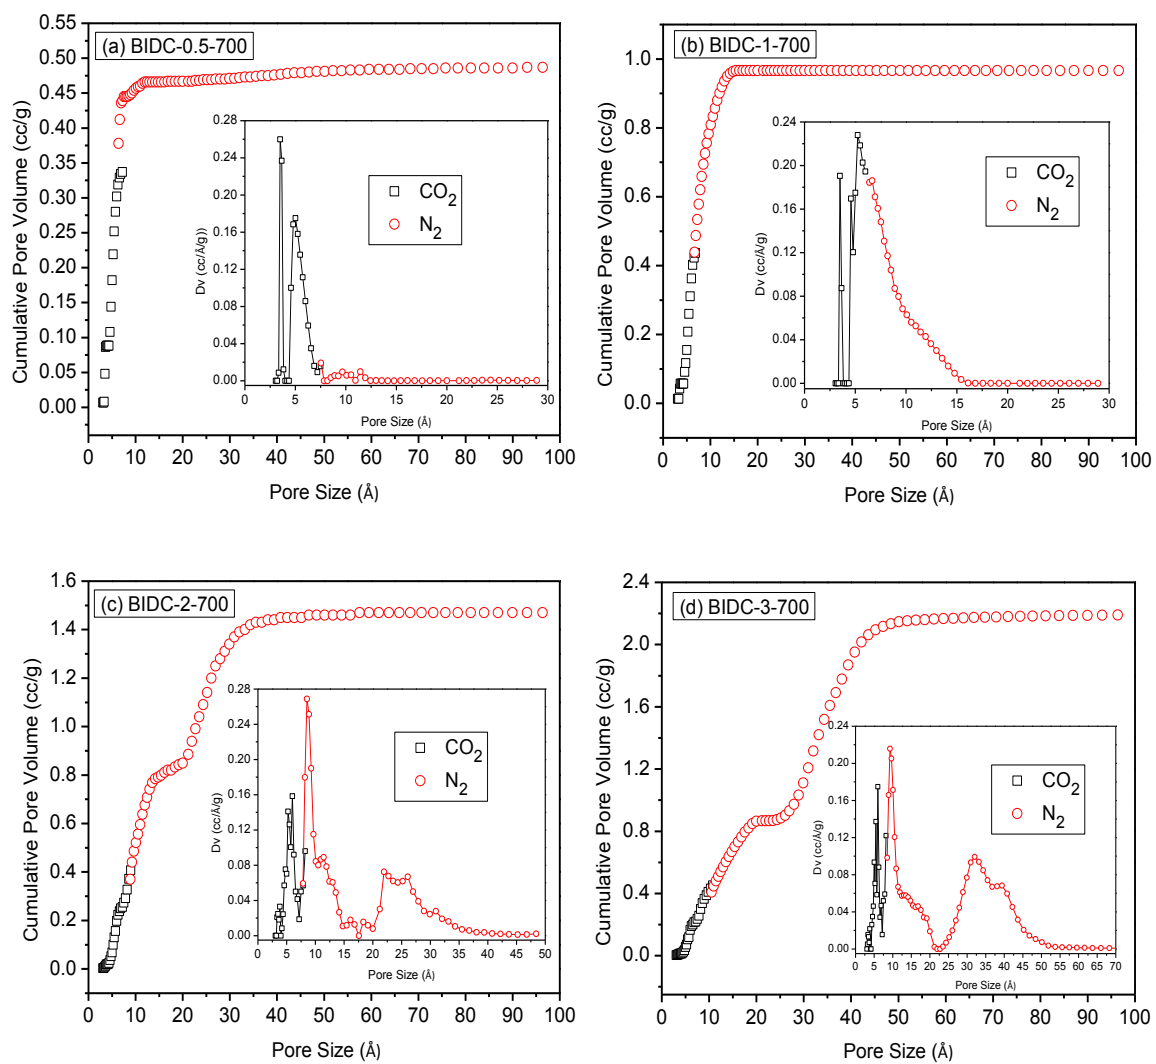 (a) BIDC-0.5-700
Cumulative Pore Volume (cc/g)
0.55
0.50
0.45
0.40
0.35
0.30
0.25
0.20
0.15
0.10
0.05
0.00
0 10 20 30 40 50 60 70 80 90 100
Pore Size (Å)
Dv (cc/Å/g))
0.28
0.24
0.20
0.16
0.12
0.08
0.04
0.00
0 5 10 15 20 25 30
Pore Size (Å)
CO2
N2
(b) BIDC-1-700
Cumulative Pore Volume (cc/g)
1.0
0.8
0.6
0.4
0.2
0.0
0 10 20 30 40 50 60 70 80 90 100
Pore Size (Å)
Dv (cc/Å/g)
0.24
0.20
0.16
0.12
0.08
0.04
0.00
0 5 10 15 20 25 30
Pore Size (Å)
CO2
N2
(c) BIDC-2-700
Cumulative Pore Volume (cc/g)
1.6
1.4
1.2
1.0
0.8
0.6
0.4
0.2
0.0
0 10 20 30 40 50 60 70 80 90 100
Pore Size (Å)
Dv (cc/Å/g)
0.28
0.24
0.20
0.16
0.12
0.08
0.04
0.00
0 5 10 15 20 25 30 35 40 45 50
Pore Size (Å)
CO2
N2
(d) BIDC-3-700
Cumulative Pore Volume (cc/g)
2.4
2.0
1.6
1.2
0.8
0.4
0.0
0 10 20 30 40 50 60 70 80 90 100
Pore Size (Å)
Dv (cc/Å/g)
0.24
0.20
0.16
0.12
0.08
0.04
0.00
0 5 10 15 20 25 30 35 40 45 50 55 60 65 70
Pore Size (Å)
CO2
N2